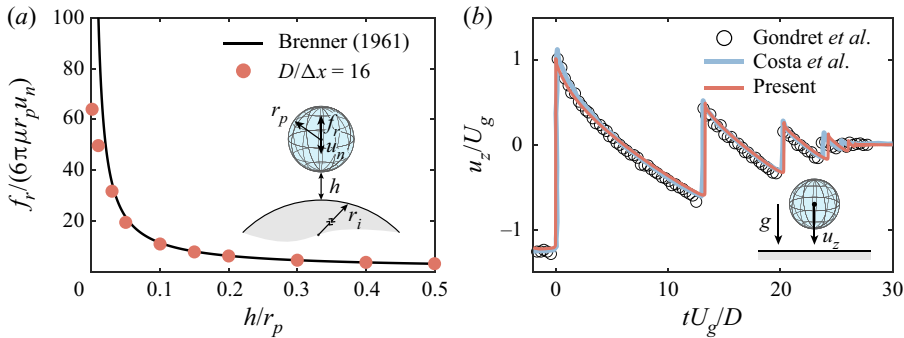 (a)
100
80
60
40
20
f_r/(6πμr_p u_n)
0
0.1
0.2
0.3
0.4
0.5
h/r_p
Brenner (1961)
D/Δx = 16
r_p
f_r
u_n
h
r_i
(b)
1
0
−1
u_z/U_g
0
10
20
30
tU_g/D
Gondret et al.
Costa et al.
Present
g
u_z